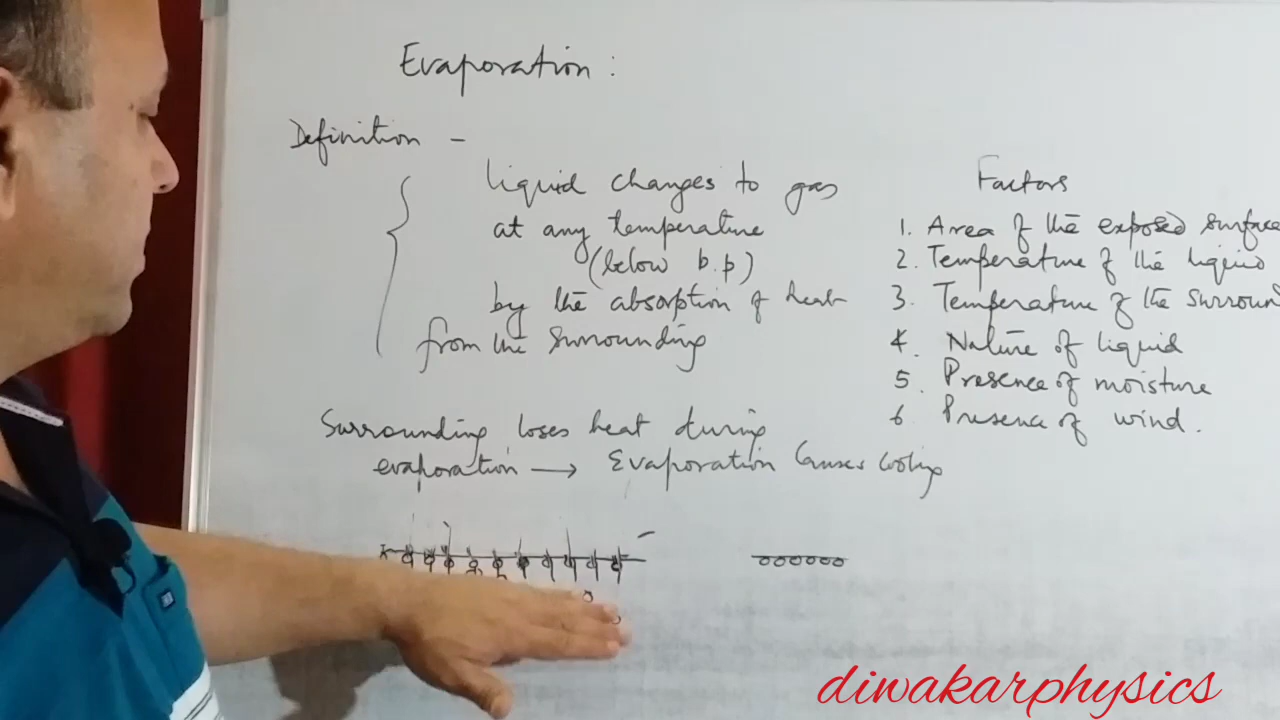 Evaporation :
Definition -
liquid changes to gas
at any temperature
(below b.p)
by the absorption of heat
from the surrounding
Surrounding loses heat during
evaporation → Evaporation Causes Cooling
Factors
1. Area of the exposed surface
2. Temperature of the liquid
3. Temperature of the Surroun
4. Nature of liquid
5. Presence of moisture
6 Presence of wind.
diwakarphysics